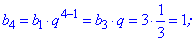 b₄ = b₁ · q⁴⁻¹ = b₃ · q = 3 · 1/3 = 1;